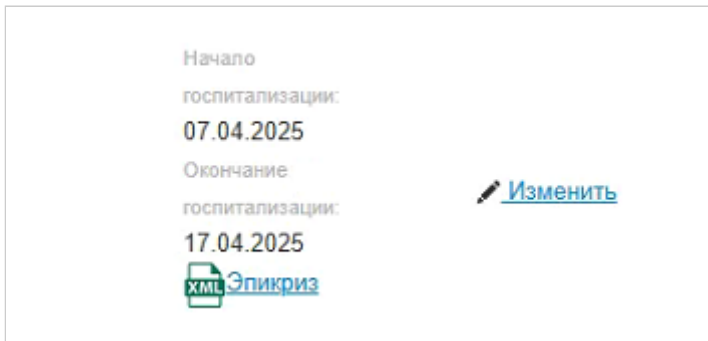 Начало
госпитализации:
07.04.2025
Окончание
госпитализации:
17.04.2025
Изменить
XML Эпикриз